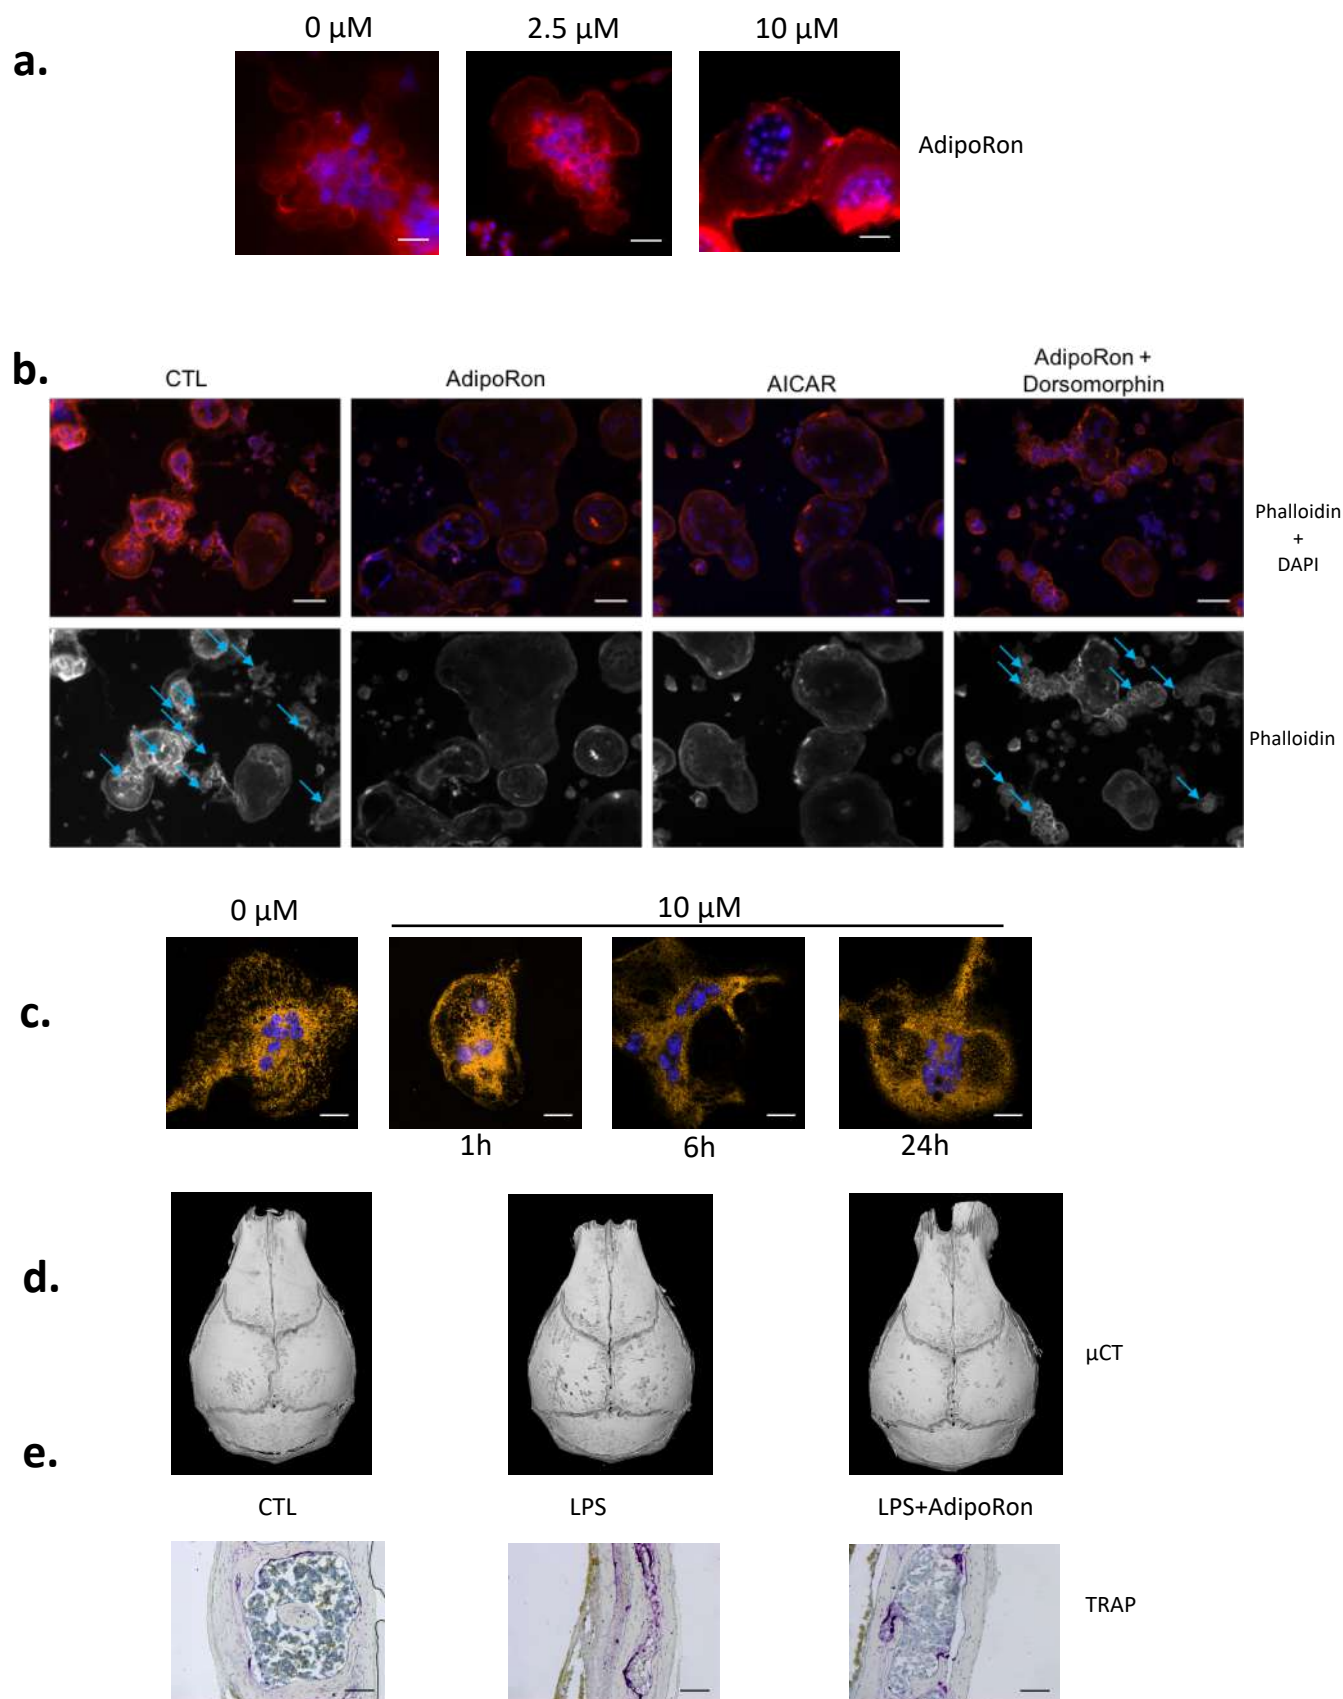 a.
0 µM
2.5 µM
10 µM
AdipoRon
b.
CTL
AdipoRon
AICAR
AdipoRon +
Dorsomorphin
Phalloidin
+
DAPI
Phalloidin
c.
0 µM
10 µM
1h
6h
24h
d.
µCT
e.
CTL
LPS
LPS+AdipoRon
TRAP